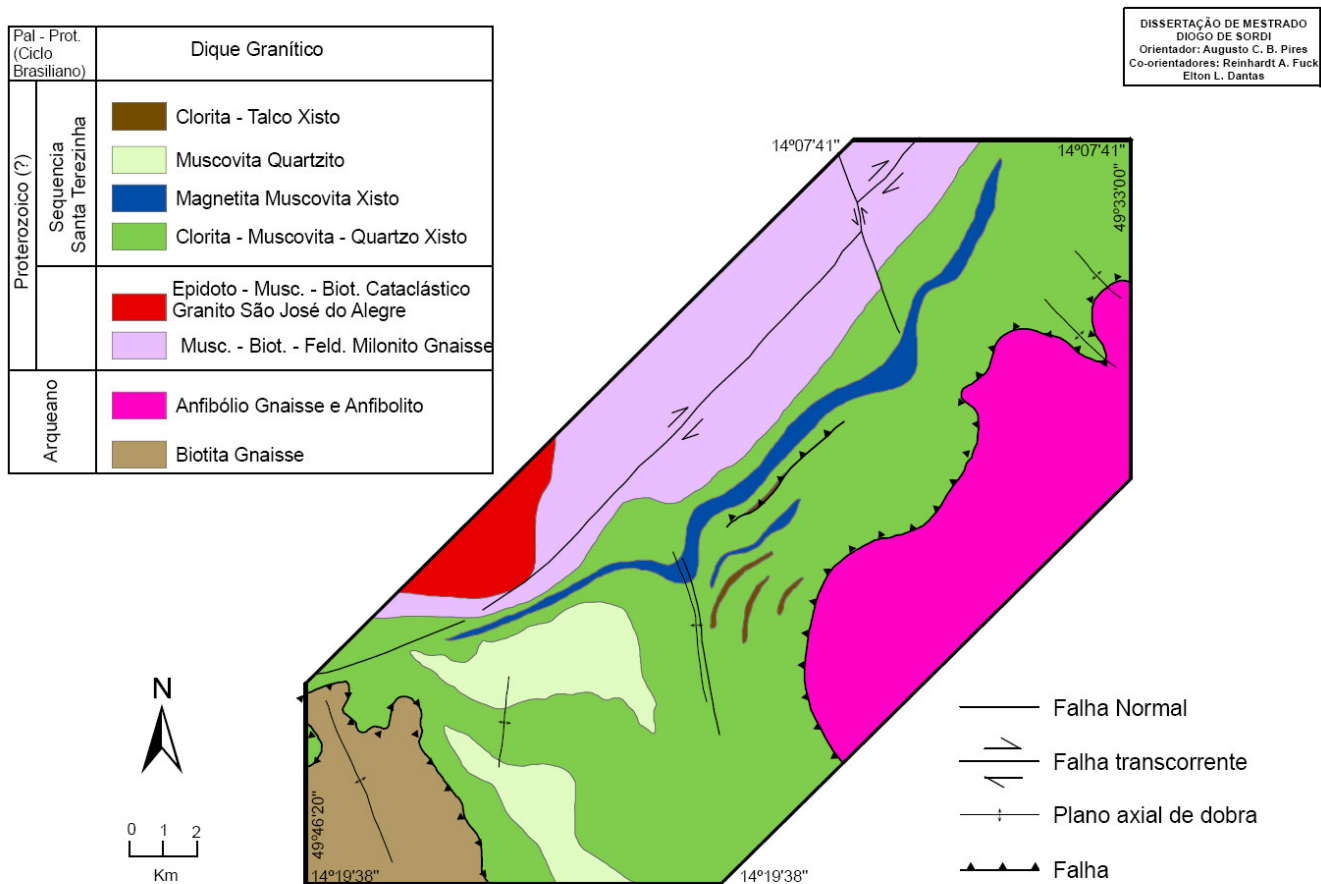 Pal - Prot.
(Ciclo
Brasiliano)
Dique Granítico
Proterozoico (?)
Sequencia
Santa Terezinha
Clorita - Talco Xisto
Muscovita Quartzito
Magnetita Muscovita Xisto
Clorita - Muscovita - Quartzo Xisto
Epidoto - Musc. - Biot. Cataclástico
Granito São José do Alegre
Musc. - Biot. - Feld. Milonito Gnaisse
Arqueano
Anfibólio Gnaisse e Anfibolito
Biotita Gnaisse
DISSERTAÇÃO DE MESTRADO
DIOGO DE SORDI
Orientador: Augusto C. B. Pires
Co-orientadores: Reinhardt A. Fuck
Elton L. Dantas
14º07'41"
14º07'41"
49º33'00"
49º46'20"
14º19'38"
14º19'38"
N
0 1 2
Km
Falha Normal
Falha transcorrente
Plano axial de dobra
Falha